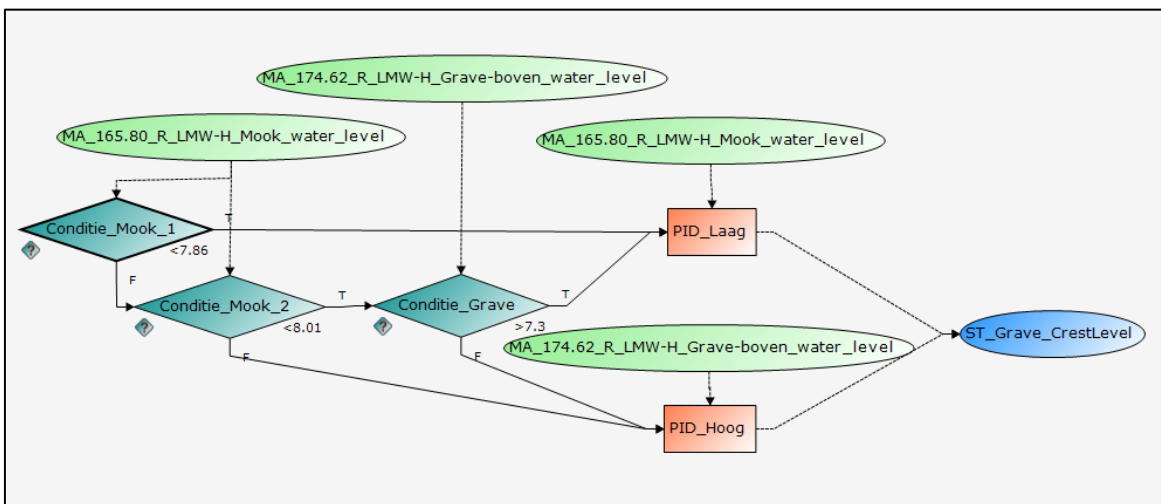 MA_174.62_R_LMW-H_Grave-boven_water_level
MA_165.80_R_LMW-H_Mook_water_level
MA_165.80_R_LMW-H_Mook_water_level
Conditie_Mook_1
T
<7.86
?
PID_Laag
F
Conditie_Mook_2
T
<8.01
?
Conditie_Grave
T
>7.3
?
ST_Grave_CrestLevel
F
F
MA_174.62_R_LMW-H_Grave-boven_water_level
PID_Hoog